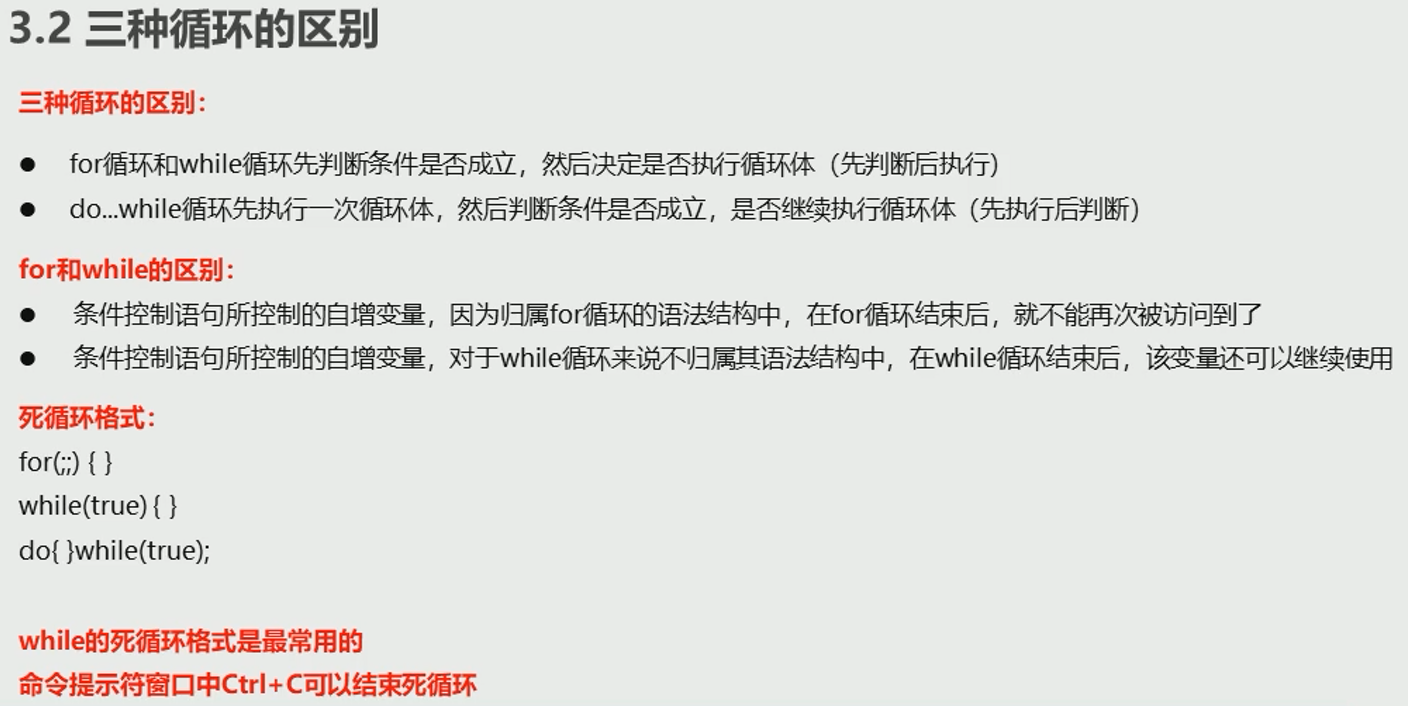 3.2 三种循环的区别
三种循环的区别：
● for循环和while循环先判断条件是否成立，然后决定是否执行循环体（先判断后执行）
● do...while循环先执行一次循环体，然后判断条件是否成立，是否继续执行循环体（先执行后判断）
for和while的区别：
● 条件控制语句所控制的自增变量，因为归属for循环的语法结构中，在for循环结束后，就不能再次被访问到了
● 条件控制语句所控制的自增变量，对于while循环来说不归属其语法结构中，在while循环结束后，该变量还可以继续使用
死循环格式：
for(;;) { }
while(true) { }
do{ }while(true);
while的死循环格式是最常用的
命令提示符窗口中Ctrl+C可以结束死循环